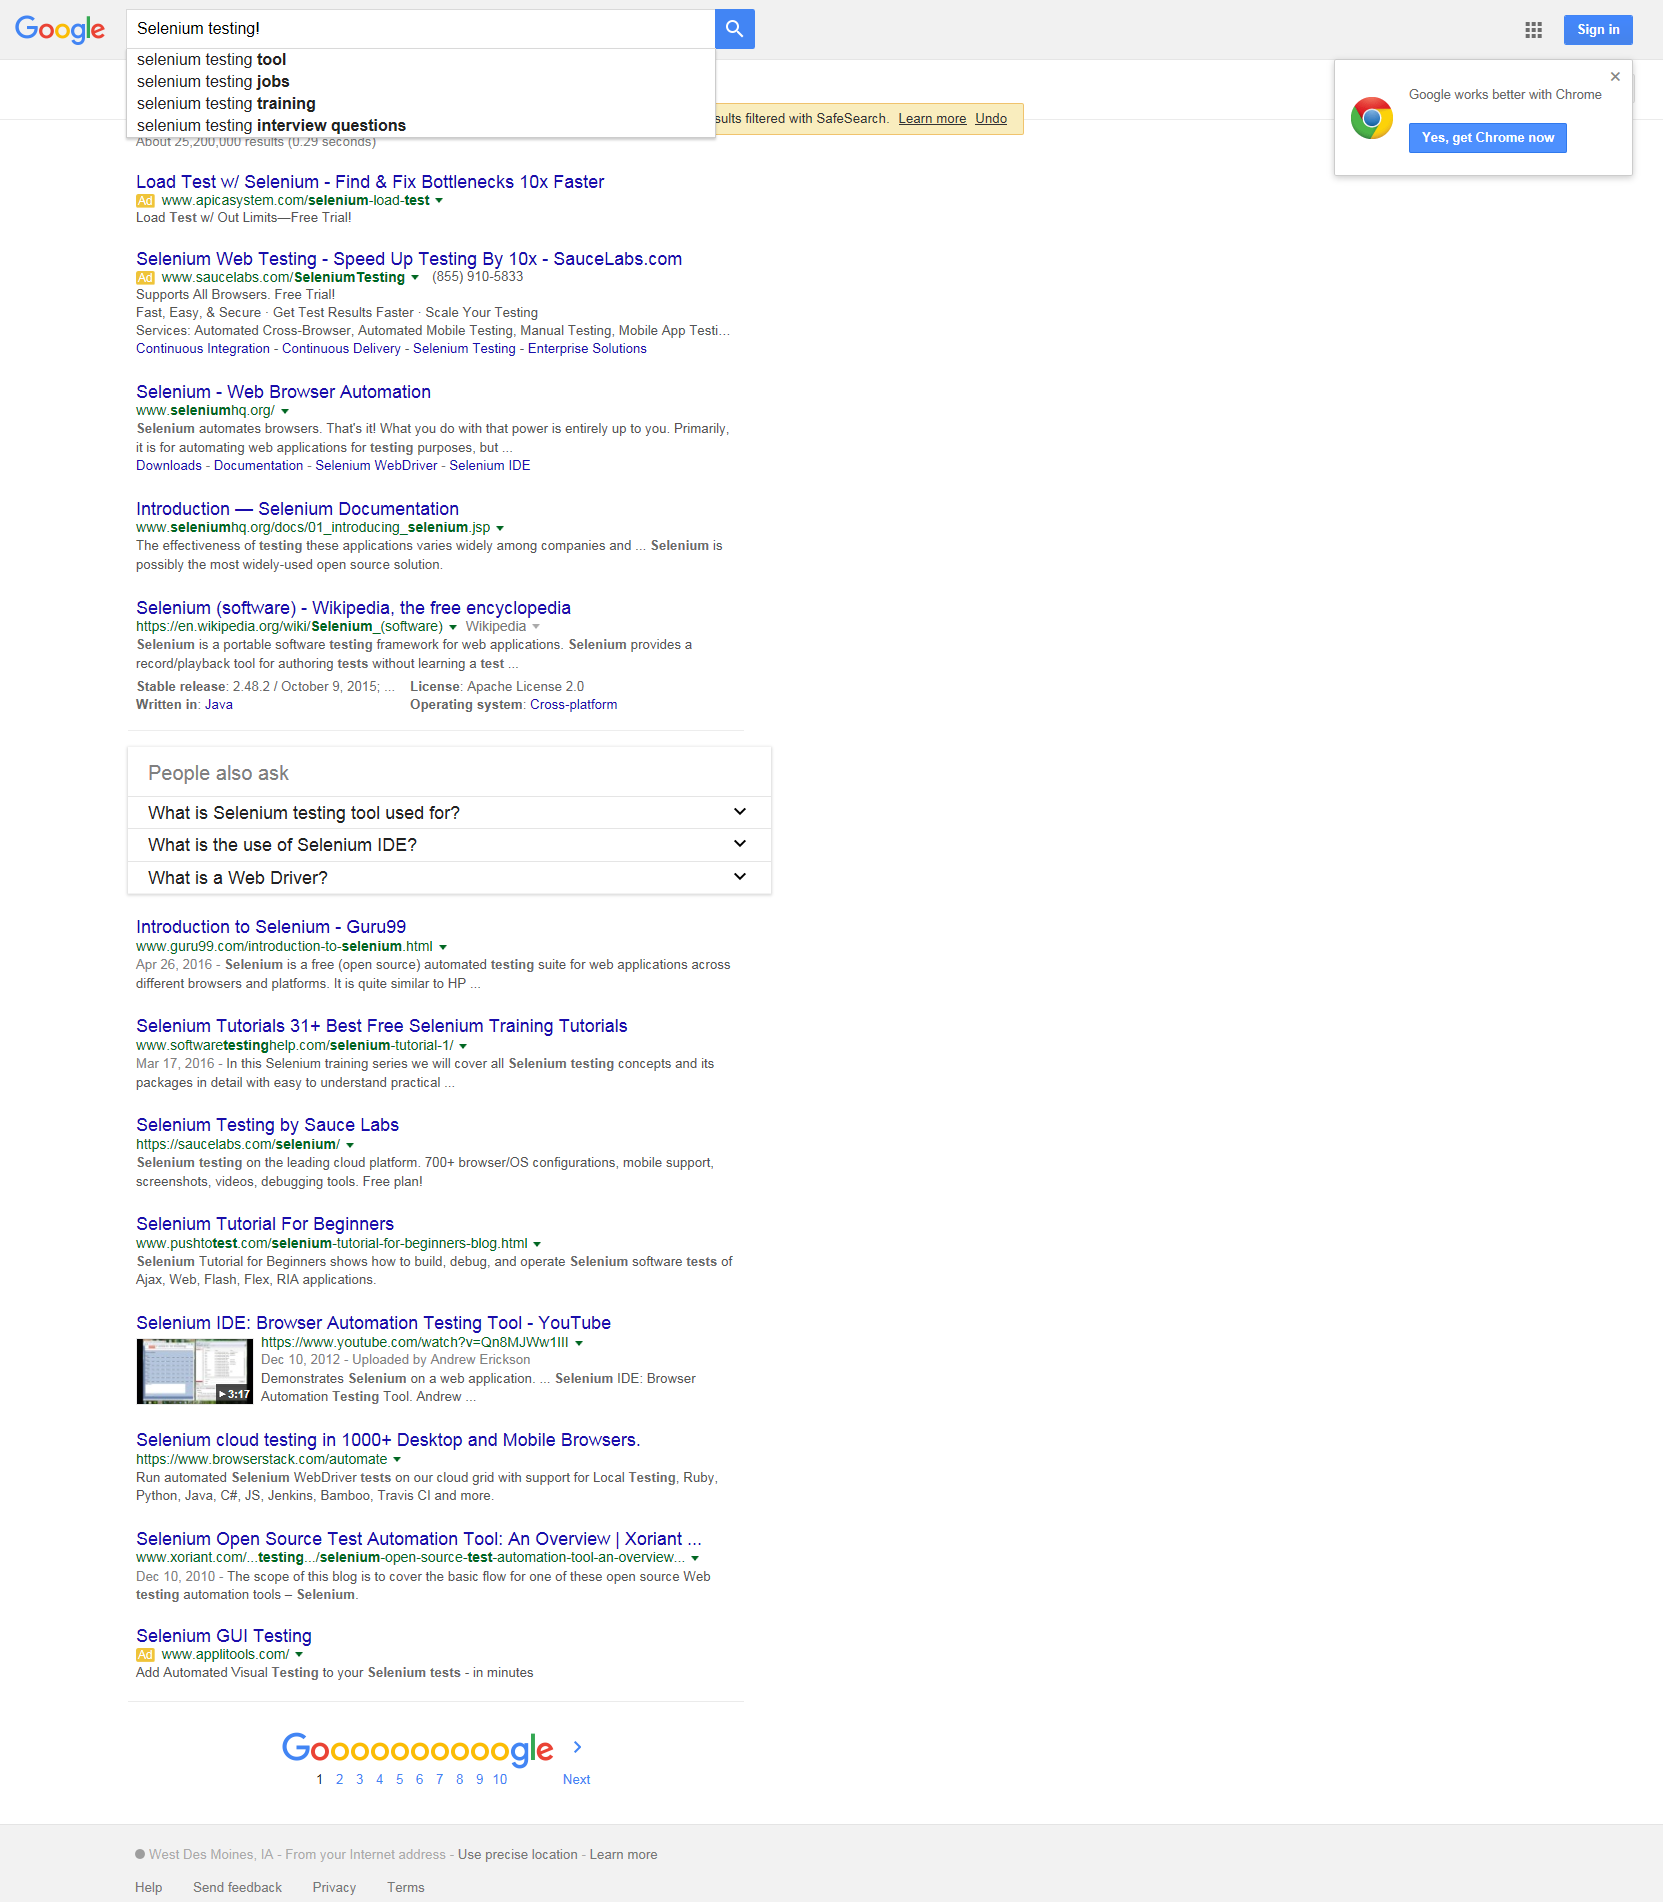 Google
Selenium testing!
Sign in
selenium testing tool
selenium testing jobs
selenium testing training
selenium testing interview questions
sults filtered with SafeSearch. Learn more Undo
Google works better with Chrome
Yes, get Chrome now
About 25,200,000 results (0.29 seconds)
Load Test w/ Selenium - Find & Fix Bottlenecks 10x Faster
Ad www.apicasystem.com/selenium-load-test
Load Test w/ Out Limits—Free Trial!
Selenium Web Testing - Speed Up Testing By 10x - SauceLabs.com
Ad www.saucelabs.com/SeleniumTesting (855) 910-5833
Supports All Browsers. Free Trial!
Fast, Easy, & Secure · Get Test Results Faster · Scale Your Testing
Services: Automated Cross-Browser, Automated Mobile Testing, Manual Testing, Mobile App Testi...
Continuous Integration - Continuous Delivery - Selenium Testing - Enterprise Solutions
Selenium - Web Browser Automation
www.seleniumhq.org/
Selenium automates browsers. That's it! What you do with that power is entirely up to you. Primarily,
it is for automating web applications for testing purposes, but ...
Downloads - Documentation - Selenium WebDriver - Selenium IDE
Introduction — Selenium Documentation
www.seleniumhq.org/docs/01_introducing_selenium.jsp
The effectiveness of testing these applications varies widely among companies and ... Selenium is
possibly the most widely-used open source solution.
Selenium (software) - Wikipedia, the free encyclopedia
https://en.wikipedia.org/wiki/Selenium_(software) Wikipedia
Selenium is a portable software testing framework for web applications. Selenium provides a
record/playback tool for authoring tests without learning a test ...
Stable release: 2.48.2 / October 9, 2015; ... License: Apache License 2.0
Written in: Java Operating system: Cross-platform
People also ask
What is Selenium testing tool used for?
What is the use of Selenium IDE?
What is a Web Driver?
Introduction to Selenium - Guru99
www.guru99.com/introduction-to-selenium.html
Apr 26, 2016 - Selenium is a free (open source) automated testing suite for web applications across
different browsers and platforms. It is quite similar to HP ...
Selenium Tutorials 31+ Best Free Selenium Training Tutorials
www.softwaretestinghelp.com/selenium-tutorial-1/
Mar 17, 2016 - In this Selenium training series we will cover all Selenium testing concepts and its
packages in detail with easy to understand practical ...
Selenium Testing by Sauce Labs
https://saucelabs.com/selenium/
Selenium testing on the leading cloud platform. 700+ browser/OS configurations, mobile support,
screenshots, videos, debugging tools. Free plan!
Selenium Tutorial For Beginners
www.pushtotest.com/selenium-tutorial-for-beginners-blog.html
Selenium Tutorial for Beginners shows how to build, debug, and operate Selenium software tests of
Ajax, Web, Flash, Flex, RIA applications.
Selenium IDE: Browser Automation Testing Tool - YouTube
https://www.youtube.com/watch?v=Qn8MJWw1III
Dec 10, 2012 - Uploaded by Andrew Erickson
Demonstrates Selenium on a web application. ... Selenium IDE: Browser
3:17
Automation Testing Tool. Andrew ...
Selenium cloud testing in 1000+ Desktop and Mobile Browsers.
https://www.browserstack.com/automate
Run automated Selenium WebDriver tests on our cloud grid with support for Local Testing, Ruby,
Python, Java, C#, JS, Jenkins, Bamboo, Travis CI and more.
Selenium Open Source Test Automation Tool: An Overview | Xoriant ...
www.xoriant.com/...testing.../selenium-open-source-test-automation-tool-an-overview...
Dec 10, 2010 - The scope of this blog is to cover the basic flow for one of these open source Web
testing automation tools – Selenium.
Selenium GUI Testing
Ad www.applitools.com/
Add Automated Visual Testing to your Selenium tests - in minutes
Goooooooooogle
1 2 3 4 5 6 7 8 9 10 Next
West Des Moines, IA - From your Internet address - Use precise location - Learn more
Help Send feedback Privacy Terms